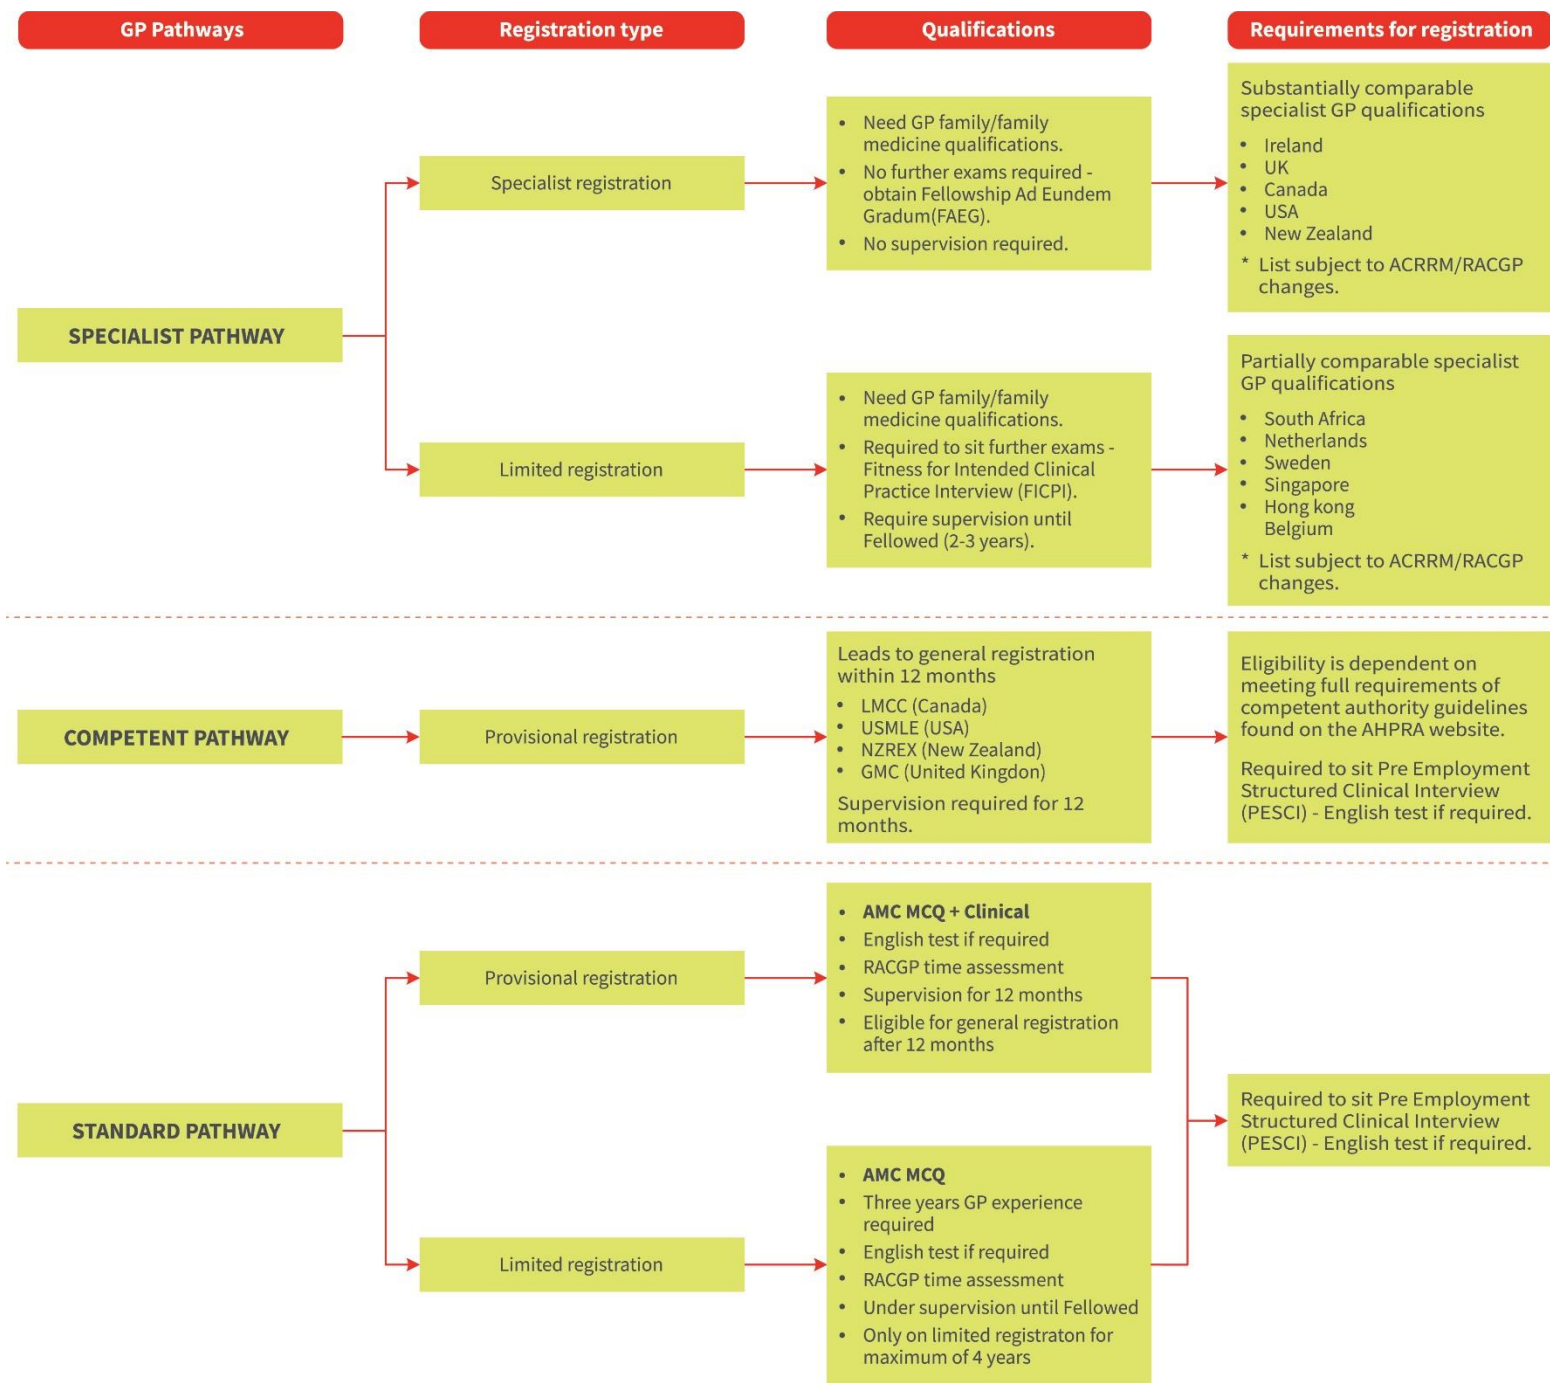 GP Pathways
Registration type
Qualifications
Requirements for registration
SPECIALIST PATHWAY
Specialist registration
• Need GP family/family
medicine qualifications.
• No further exams required -
obtain Fellowship Ad Eundem
Gradum(FAEG).
• No supervision required.
Substantially comparable
specialist GP qualifications
• Ireland
• UK
• Canada
• USA
• New Zealand
* List subject to ACRRM/RACGP
changes.
Limited registration
• Need GP family/family
medicine qualifications.
• Required to sit further exams -
Fitness for Intended Clinical
Practice Interview (FICPI).
• Require supervision until
Fellowed (2-3 years).
Partially comparable specialist
GP qualifications
• South Africa
• Netherlands
• Sweden
• Singapore
• Hong kong
Belgium
* List subject to ACRRM/RACGP
changes.
COMPETENT PATHWAY
Provisional registration
Leads to general registration
within 12 months
• LMCC (Canada)
• USMLE (USA)
• NZREX (New Zealand)
• GMC (United Kingdon)
Supervision required for 12
months.
Eligibility is dependent on
meeting full requirements of
competent authority guidelines
found on the AHPRA website.
Required to sit Pre Employment
Structured Clinical Interview
(PESCI) - English test if required.
STANDARD PATHWAY
Provisional registration
• AMC MCQ + Clinical
• English test if required
• RACGP time assessment
• Supervision for 12 months
• Eligible for general registration
after 12 months
Limited registration
• AMC MCQ
• Three years GP experience
required
• English test if required
• RACGP time assessment
• Under supervision until Fellowed
• Only on limited registraton for
maximum of 4 years
Required to sit Pre Employment
Structured Clinical Interview
(PESCI) - English test if required.